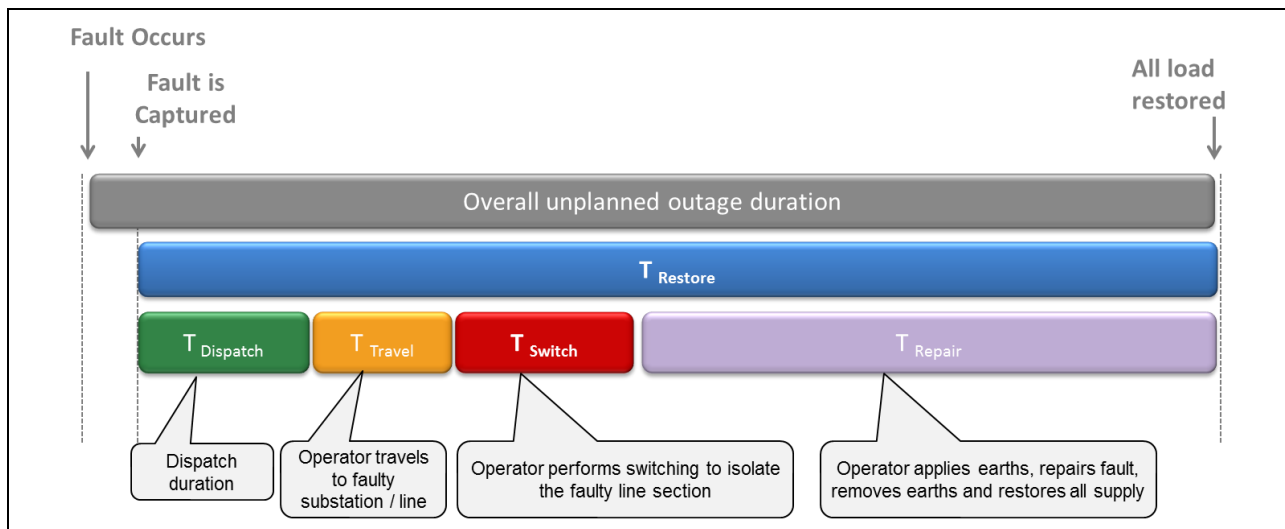 Fault Occurs
Fault is
Captured
All load
restored
Overall unplanned outage duration
T Restore
T Dispatch
T Travel
T Switch
T Repair
Dispatch
duration
Operator travels
to faulty
substation / line
Operator performs switching to isolate
the faulty line section
Operator applies earths, repairs fault,
removes earths and restores all supply